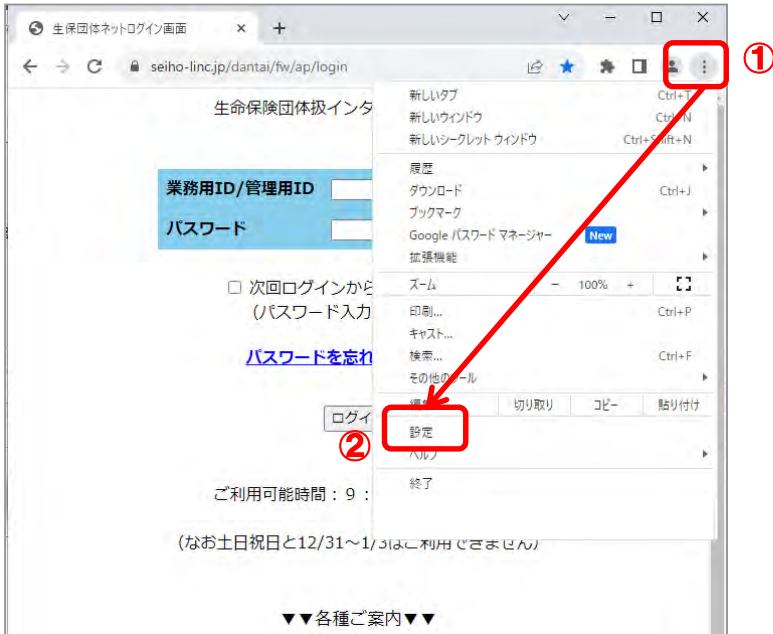 生保団体ネットログイン画面
seiho-linc.jp/dantai/fw/ap/login
①
生命保険団体扱インタ
業務用ID/管理用ID
パスワード
次回ログインから
(パスワード入力
パスワードを忘れ
ログイ
ご利用可能時間：９：
(なお土日祝日と12/31～1/3はご利用できません)
▼▼各種ご案内▼▼
新しいタブ Ctrl+T
新しいウィンドウ Ctrl+N
新しいシークレット ウィンドウ Ctrl+Shift+N
履歴
ダウンロード Ctrl+J
ブックマーク
Google パスワード マネージャー New
拡張機能
ズーム － 100% ＋
印刷... Ctrl+P
キャスト...
検索... Ctrl+F
その他のツール
編集 切り取り コピー 貼り付け
②
設定
ヘルプ
終了